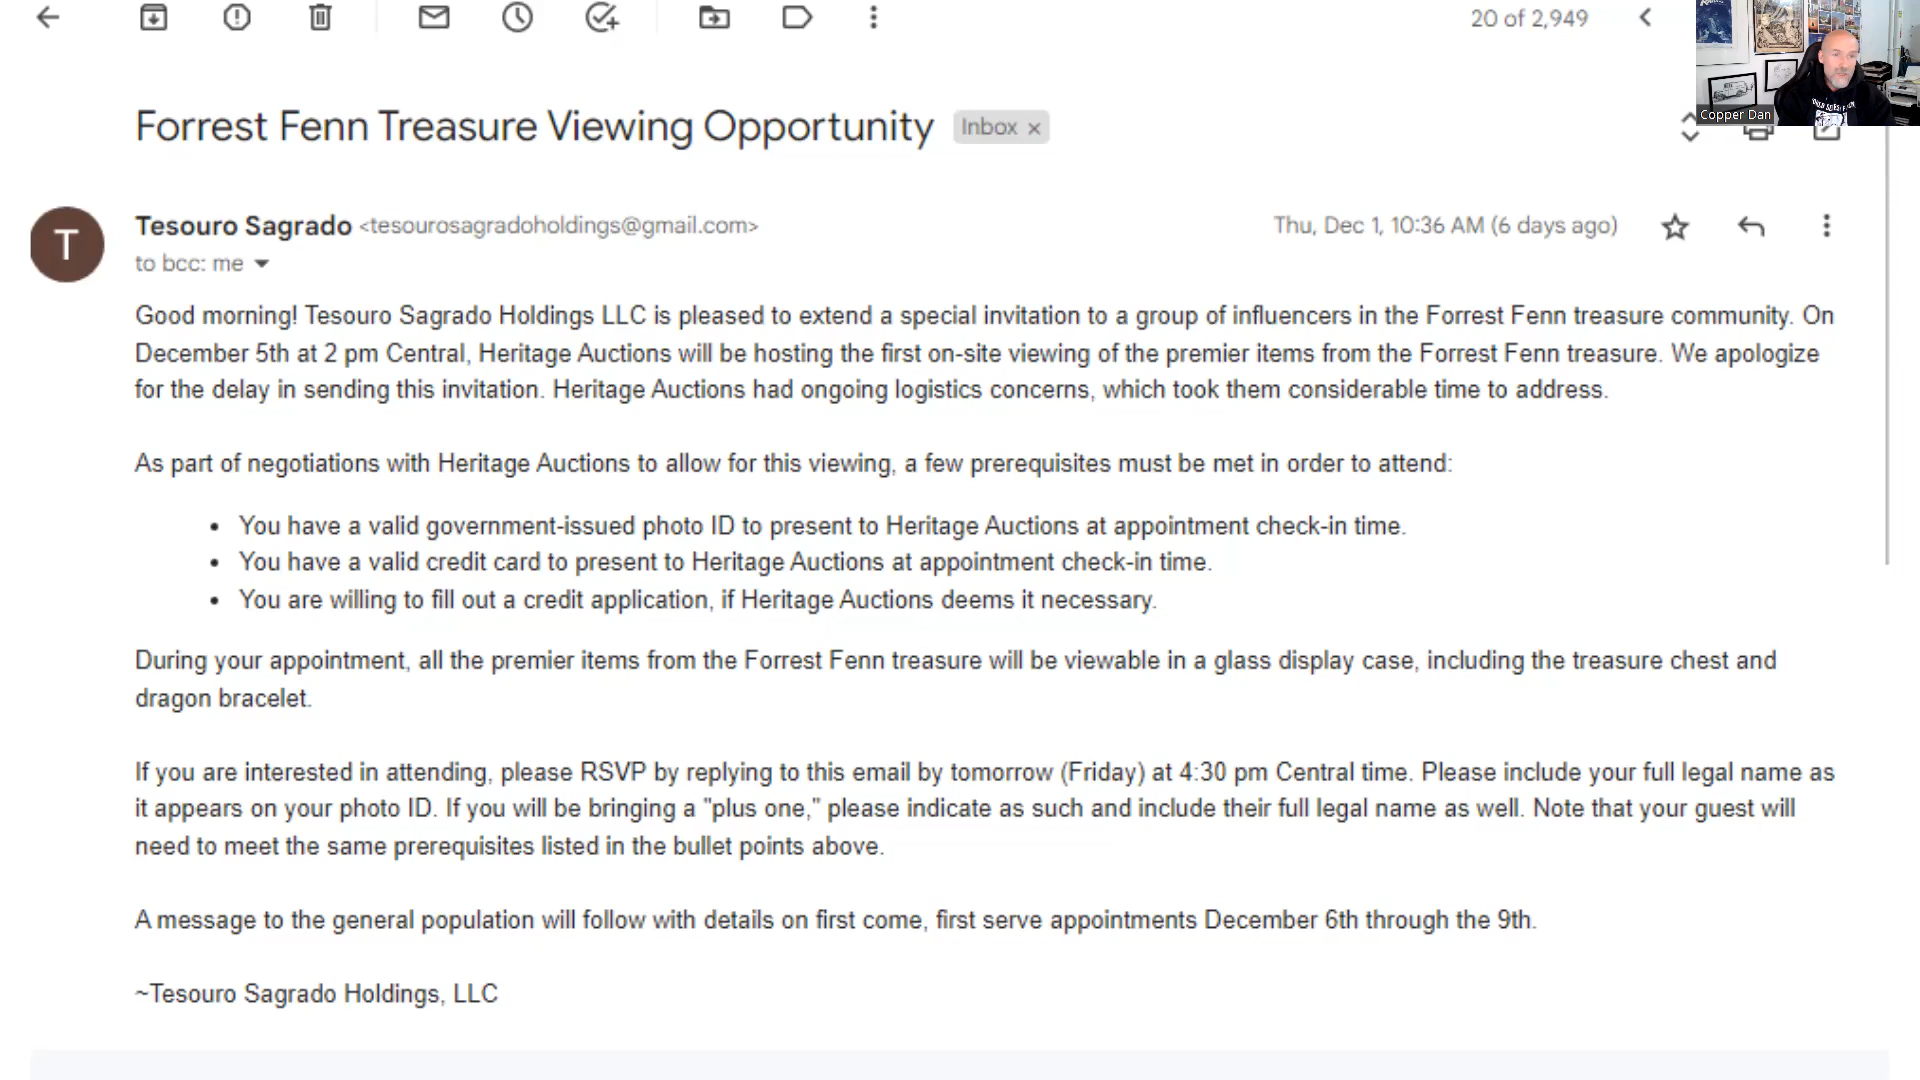 20 of 2,949
Copper Dan
Forrest Fenn Treasure Viewing Opportunity Inbox ×
T
Tesouro Sagrado <tesourosagradoholdings@gmail.com> Thu, Dec 1, 10:36 AM (6 days ago)
to bcc: me
Good morning! Tesouro Sagrado Holdings LLC is pleased to extend a special invitation to a group of influencers in the Forrest Fenn treasure community. On
December 5th at 2 pm Central, Heritage Auctions will be hosting the first on-site viewing of the premier items from the Forrest Fenn treasure. We apologize
for the delay in sending this invitation. Heritage Auctions had ongoing logistics concerns, which took them considerable time to address.
As part of negotiations with Heritage Auctions to allow for this viewing, a few prerequisites must be met in order to attend:
• You have a valid government-issued photo ID to present to Heritage Auctions at appointment check-in time.
• You have a valid credit card to present to Heritage Auctions at appointment check-in time.
• You are willing to fill out a credit application, if Heritage Auctions deems it necessary.
During your appointment, all the premier items from the Forrest Fenn treasure will be viewable in a glass display case, including the treasure chest and
dragon bracelet.
If you are interested in attending, please RSVP by replying to this email by tomorrow (Friday) at 4:30 pm Central time. Please include your full legal name as
it appears on your photo ID. If you will be bringing a "plus one," please indicate as such and include their full legal name as well. Note that your guest will
need to meet the same prerequisites listed in the bullet points above.
A message to the general population will follow with details on first come, first serve appointments December 6th through the 9th.
~Tesouro Sagrado Holdings, LLC